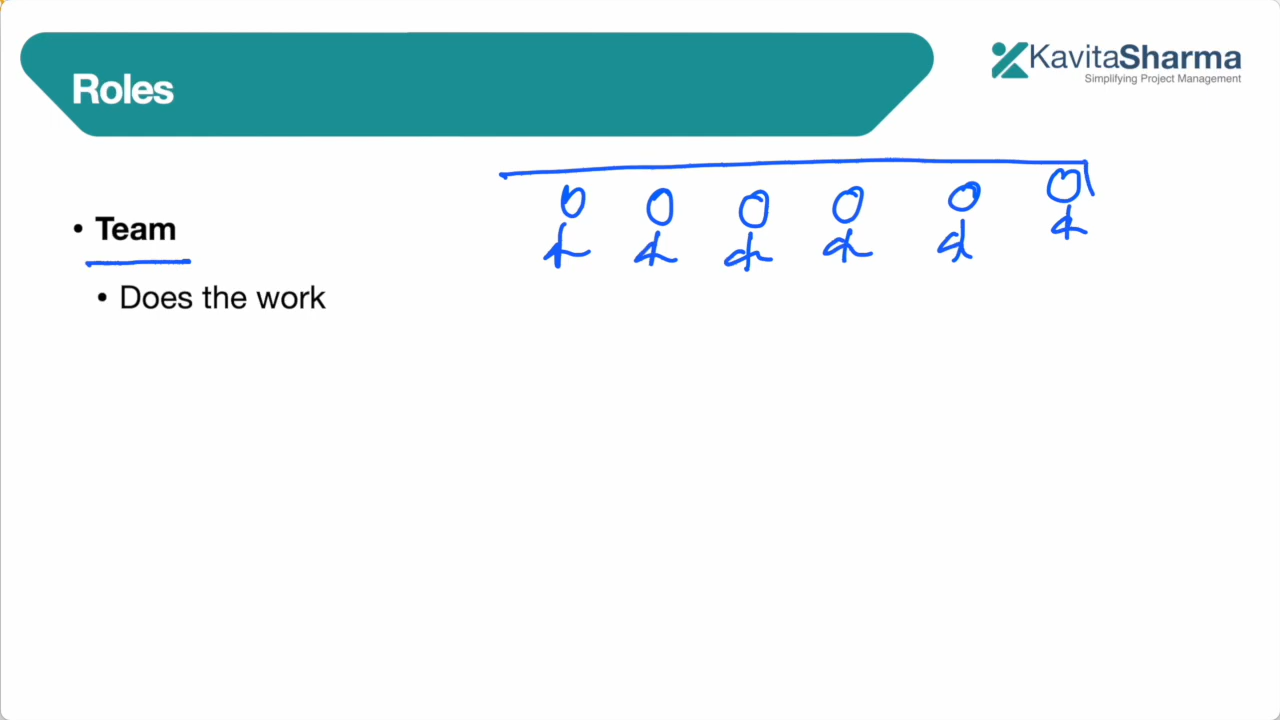 Roles
KavitaSharma
Simplifying Project Management
• Team
• Does the work